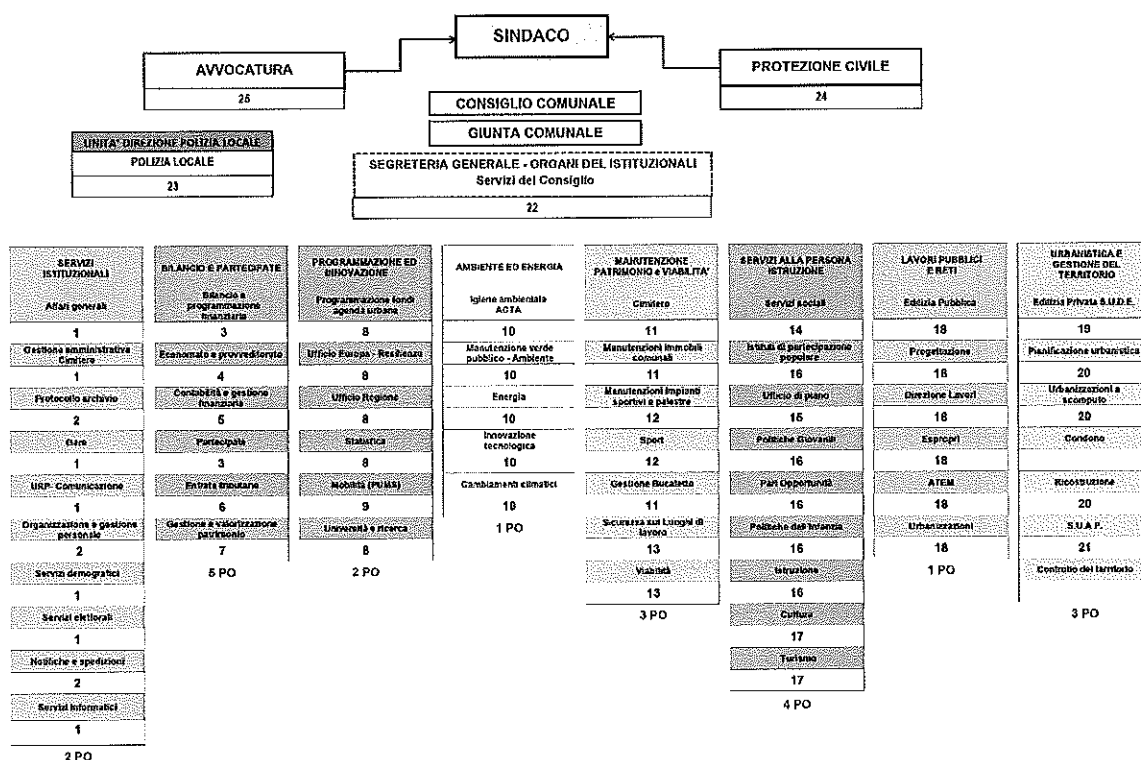 SINDACO
AVVOCATURA
25
PROTEZIONE CIVILE
24
CONSIGLIO COMUNALE
GIUNTA COMUNALE
UNITA' DIREZIONE POLIZIA LOCALE
POLIZIA LOCALE
23
SEGRETERIA GENERALE - ORGANI DEL ISTITUZIONALI
Servizi del Consiglio
22
SERVIZI
ISTITUZIONALI
Affari generali
1
Gestione amministrativa
Cimitero
1
Protocollo archivio
2
Gare
1
URP- Comunicazione
1
Organizzazione e gestione
personale
2
Servizi demografici
1
Servizi elettorali
1
Notifiche e spedizioni
2
Servizi Informatici
1
2 PO
BILANCIO E PARTECIPATE
Bilancio e
programmazione
finanziaria
3
Economato e provveditorato
4
Contabilità e gestione
finanziaria
5
Partecipate
3
Entrate tributarie
6
Gestione e valorizzazione
patrimonio
7
5 PO
PROGRAMMAZIONE ED
INNOVAZIONE
Programmazione fondi
agenda urbana
8
Ufficio Europa - Resilienza
8
Ufficio Regione
8
Statistica
8
Mobilità (PUMS)
9
Università e ricerca
8
2 PO
AMBIENTE ED ENERGIA
Igiene ambientale
ACTA
10
Manutenzione verde
pubblico - Ambiente
10
Energia
10
Innovazione
tecnologica
10
Cambiamenti climatici
10
1 PO
MANUTENZIONE
PATRIMONIO e VIABILITA'
Cimitero
11
Manutenzioni Immobili
comunali
11
Manutenzioni Impianti
sportivi e palestre
12
Sport
12
Gestione Bucaletto
11
Sicurezza sui Luoghi di
lavoro
13
Viabilità
13
3 PO
SERVIZI ALLA PERSONA
ISTRUZIONE
Servizi sociali
14
Istituti di partecipazione
popolare
16
Ufficio di piano
15
Politiche Giovanili
16
Pari Opportunità
16
Politiche dell'Infanzia
16
Istruzione
16
Cultura
17
Turismo
17
4 PO
LAVORI PUBBLICI
E RETI
Edilizia Pubblica
18
Progettazione
18
Direzione Lavori
18
Espropri
18
ATEM
18
Urbanizzazioni
18
1 PO
URBANISTICA E
GESTIONE DEL
TERRITORIO
Edilizia Privata S.U.D.E.
19
Pianificazione urbanistica
20
Urbanizzazioni a
scomputo
20
Condono
Ricostruzione
20
S.U.A.P.
21
Controllo del territorio
3 PO